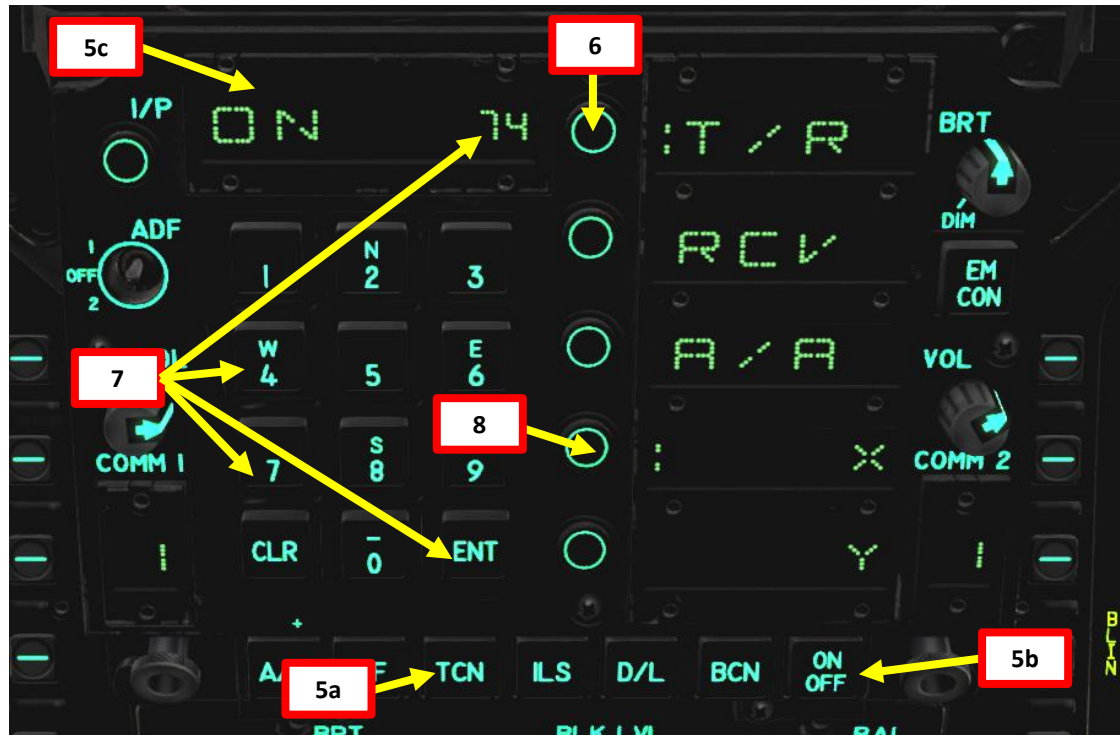 5c
6
I/P
ON 74
:T/R
BRT
DIM
ADF
1
OFF
2
1
N
2
3
RCV
EM
CON
W
4
5
E
6
A/A
VOL
7
8
7
S
8
9
: X
COMM 1
COMM 2
CLR
–
0
ENT
Y
1
1
+
A/
F
TCN
ILS
D/L
BCN
ON
OFF
5a
5b
BRT
BAL